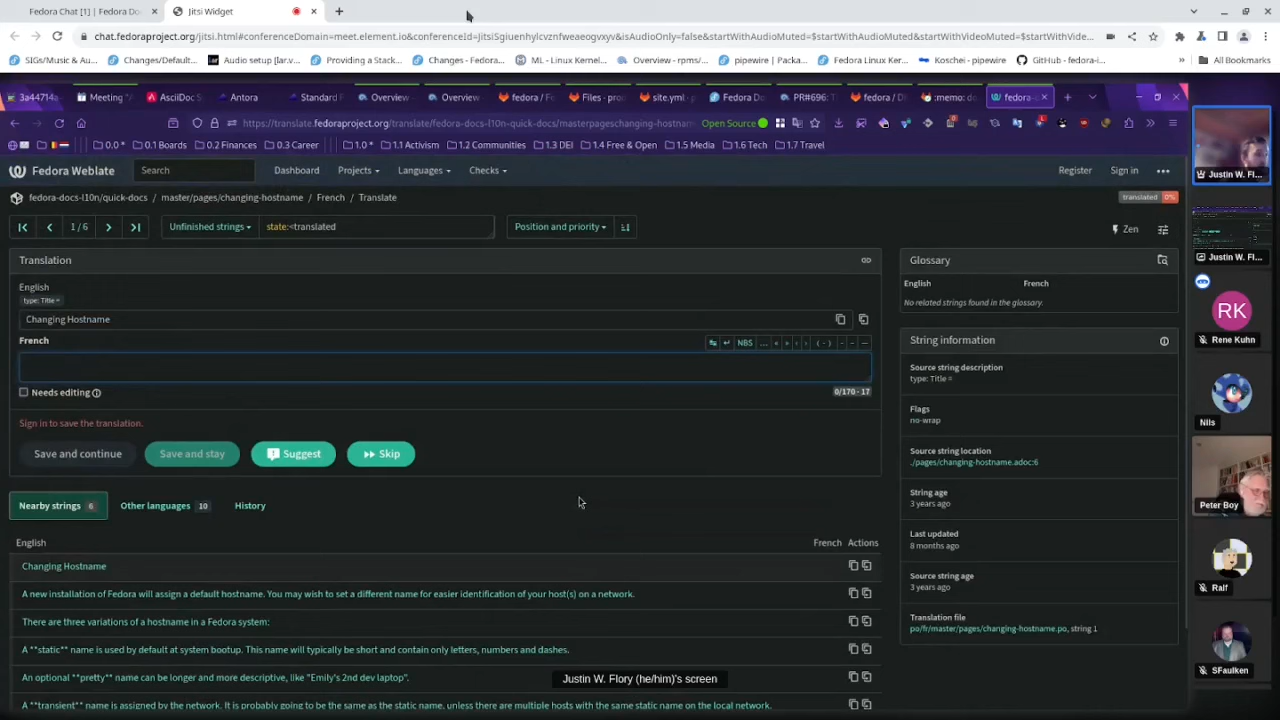 Fedora Chat [1] | Fedora Do
Jitsi Widget
chat.fedoraproject.org/jitsi.html#conferenceDomain=meet.element.io&conferenceId=JitsiSgiuenhylcvznfweaeogvxyv&isAudioOnly=false&startWithAudioMuted=$startWithAudioMuted&startWithVideoMuted=$startWithVide...
SIGs/Music & Au...
Changes/Default...
Audio setup [lar.v...
Providing a Stack...
Changes - Fedora...
ML - Linux Kernel...
Overview - rpms/...
pipewire | Packa...
Fedora Linux Ker...
Koschei - pipewire
GitHub - fedora-i...
All Bookmarks
3a44714a
Meeting "A
AsciiDoc S
Antora
Standard F
Overview -
Overview
fedora / Fe
Files · pro
site.yml ·
Fedora Do
PR#696: T
fedora / D
:memo: do
fedora-
https://translate.fedoraproject.org/translate/fedora-docs-l10n-quick-docs/masterpageschanging-hostnam
Open Source
0.0 *
0.1 Boards
0.2 Finances
0.3 Career
1.0 *
1.1 Activism
1.2 Communities
1.3 DEI
1.4 Free & Open
1.5 Media
1.6 Tech
1.7 Travel
Fedora Weblate
Search
Dashboard
Projects
Languages
Checks
Register
Sign in
fedora-docs-l10n/quick-docs / master/pages/changing-hostname / French / Translate
translated 0%
1 / 6
Unfinished strings
state:<translated
Position and priority
Zen
Translation
English
type: Title =
Changing Hostname
French
NBS ... « » ‹ › ( - ) - – —
Needs editing
0/170 · 17
Sign in to save the translation.
Save and continue
Save and stay
Suggest
Skip
Nearby strings 6
Other languages 10
History
English
French
Actions
Changing Hostname
A new installation of Fedora will assign a default hostname. You may wish to set a different name for easier identification of your host(s) on a network.
There are three variations of a hostname in a Fedora system:
A **static** name is used by default at system bootup. This name will typically be short and contain only letters, numbers and dashes.
An optional **pretty** name can be longer and more descriptive, like "Emily's 2nd dev laptop".
A **transient** name is assigned by the network. It is probably going to be the same as the static name, unless there are multiple hosts with the same static name on the local network.
Glossary
English
French
No related strings found in the glossary.
String information
Source string description
type: Title =
Flags
no-wrap
Source string location
./pages/changing-hostname.adoc:6
String age
3 years ago
Last updated
8 months ago
Source string age
3 years ago
Translation file
po/fr/master/pages/changing-hostname.po, string 1
Justin W. Flory (he/him)'s screen
Justin W. Fl...
Justin W. Fl...
RK
Rene Kuhn
Nils
Peter Boy
Ralf
SFaulken